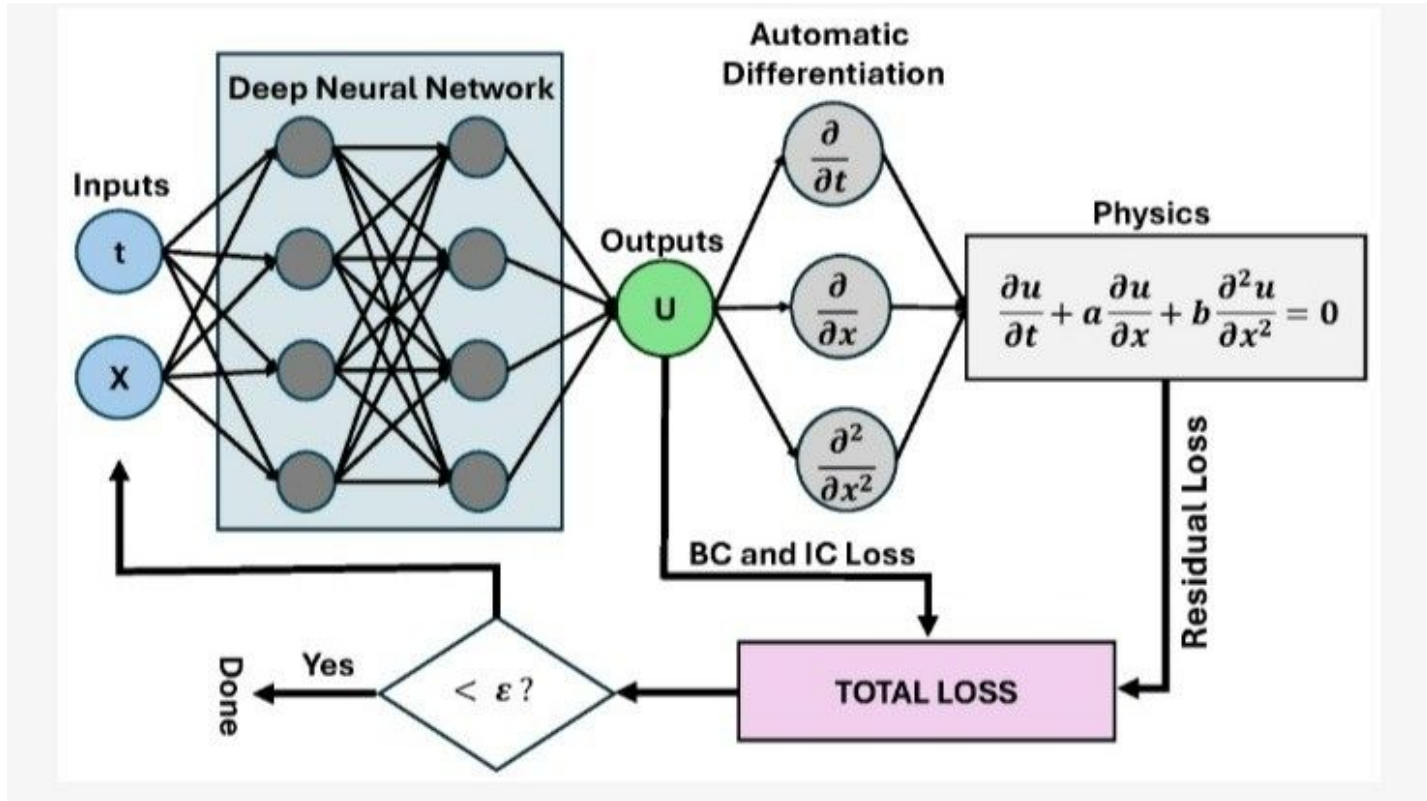 Automatic
Differentiation
Deep Neural Network
Inputs
t
X
Outputs
U
∂/∂t
∂/∂x
∂²/∂x²
Physics
∂u/∂t + a ∂u/∂x + b ∂²u/∂x² = 0
BC and IC Loss
Residual Loss
TOTAL LOSS
< ε ?
Yes
Done